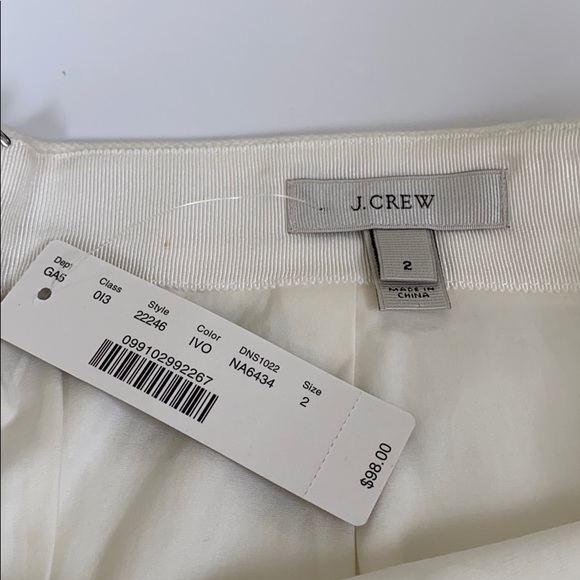 J.CREW
2
MADE IN
CHINA
Dept
GA5
Class
013
Style
22246
Color
IVO
DNS1022
NA6434
Size
2
099102992267
$98.00